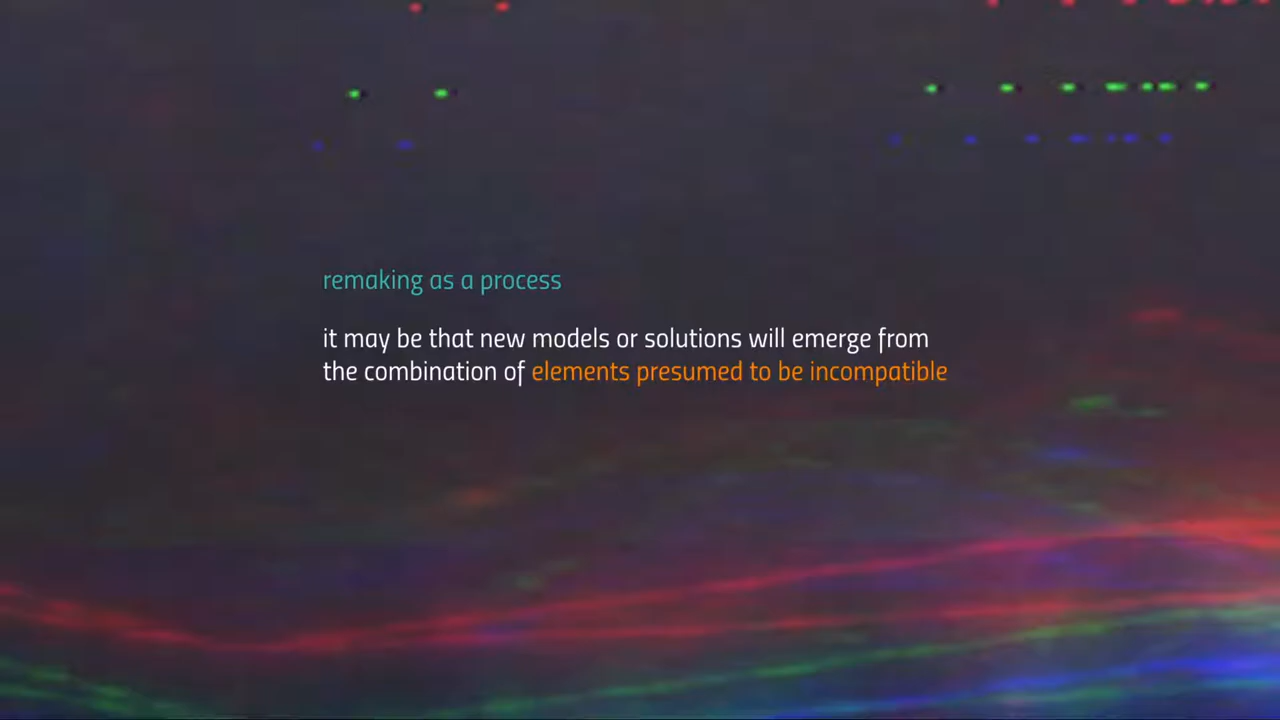 remaking as a process
it may be that new models or solutions will emerge from
the combination of elements presumed to be incompatible